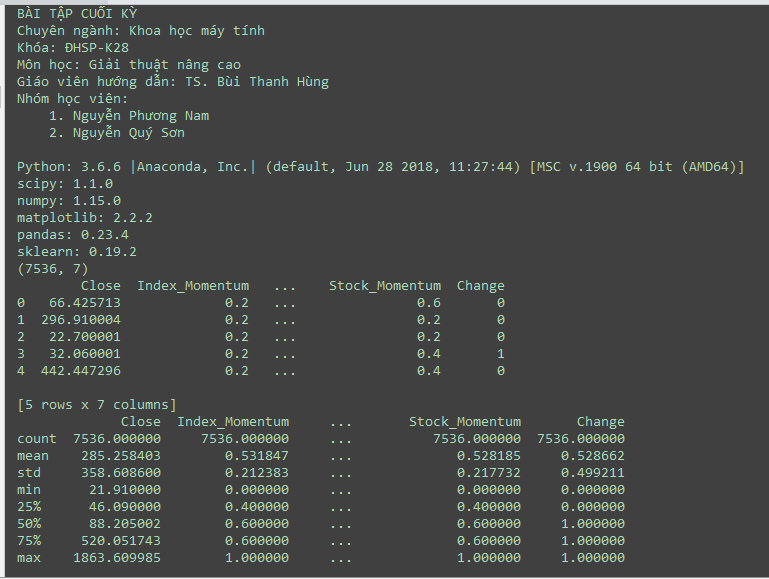 BÀI TẬP CUỐI KỲ
Chuyên ngành: Khoa học máy tính
Khóa: ĐHSP-K28
Môn học: Giải thuật nâng cao
Giáo viên hướng dẫn: TS. Bùi Thanh Hùng
Nhóm học viên:
    1. Nguyễn Phương Nam
    2. Nguyễn Quý Sơn

Python: 3.6.6 |Anaconda, Inc.| (default, Jun 28 2018, 11:27:44) [MSC v.1900 64 bit (AMD64)]
scipy: 1.1.0
numpy: 1.15.0
matplotlib: 2.2.2
pandas: 0.23.4
sklearn: 0.19.2
(7536, 7)
        Close  Index_Momentum   ...    Stock_Momentum  Change
0   66.425713             0.2   ...               0.6       0
1  296.910004             0.2   ...               0.2       0
2   22.700001             0.2   ...               0.2       0
3   32.060001             0.2   ...               0.4       1
4  442.447296             0.2   ...               0.4       0

[5 rows x 7 columns]
             Close  Index_Momentum     ...       Stock_Momentum       Change
count  7536.000000     7536.000000     ...          7536.000000  7536.000000
mean    285.258403        0.531847     ...             0.528185     0.528662
std     358.608600        0.212383     ...             0.217732     0.499211
min      21.910000        0.000000     ...             0.000000     0.000000
25%      46.090000        0.400000     ...             0.400000     0.000000
50%      88.205002        0.600000     ...             0.600000     1.000000
75%     520.051743        0.600000     ...             0.600000     1.000000
max    1863.609985        1.000000     ...             1.000000     1.000000